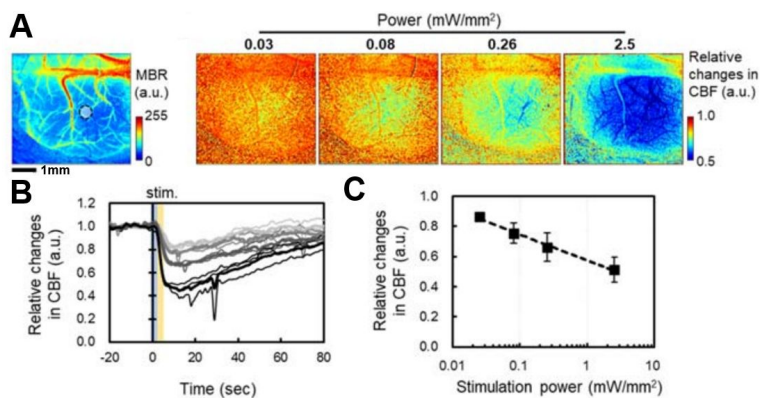 A
Power (mW/mm²)
0.03 0.08 0.26 2.5
MBR
(a.u.)
255
0
1mm
Relative
changes in
CBF (a.u.)
1.0
0.5
B
stim.
Relative changes
in CBF (a.u.)
1.2
1.0
0.8
0.6
0.4
0.2
0.0
-20 0 20 40 60 80
Time (sec)
C
Relative changes
in CBF (a.u.)
1.0
0.8
0.6
0.4
0.2
0.0
0.01 0.1 1 10
Stimulation power (mW/mm²)